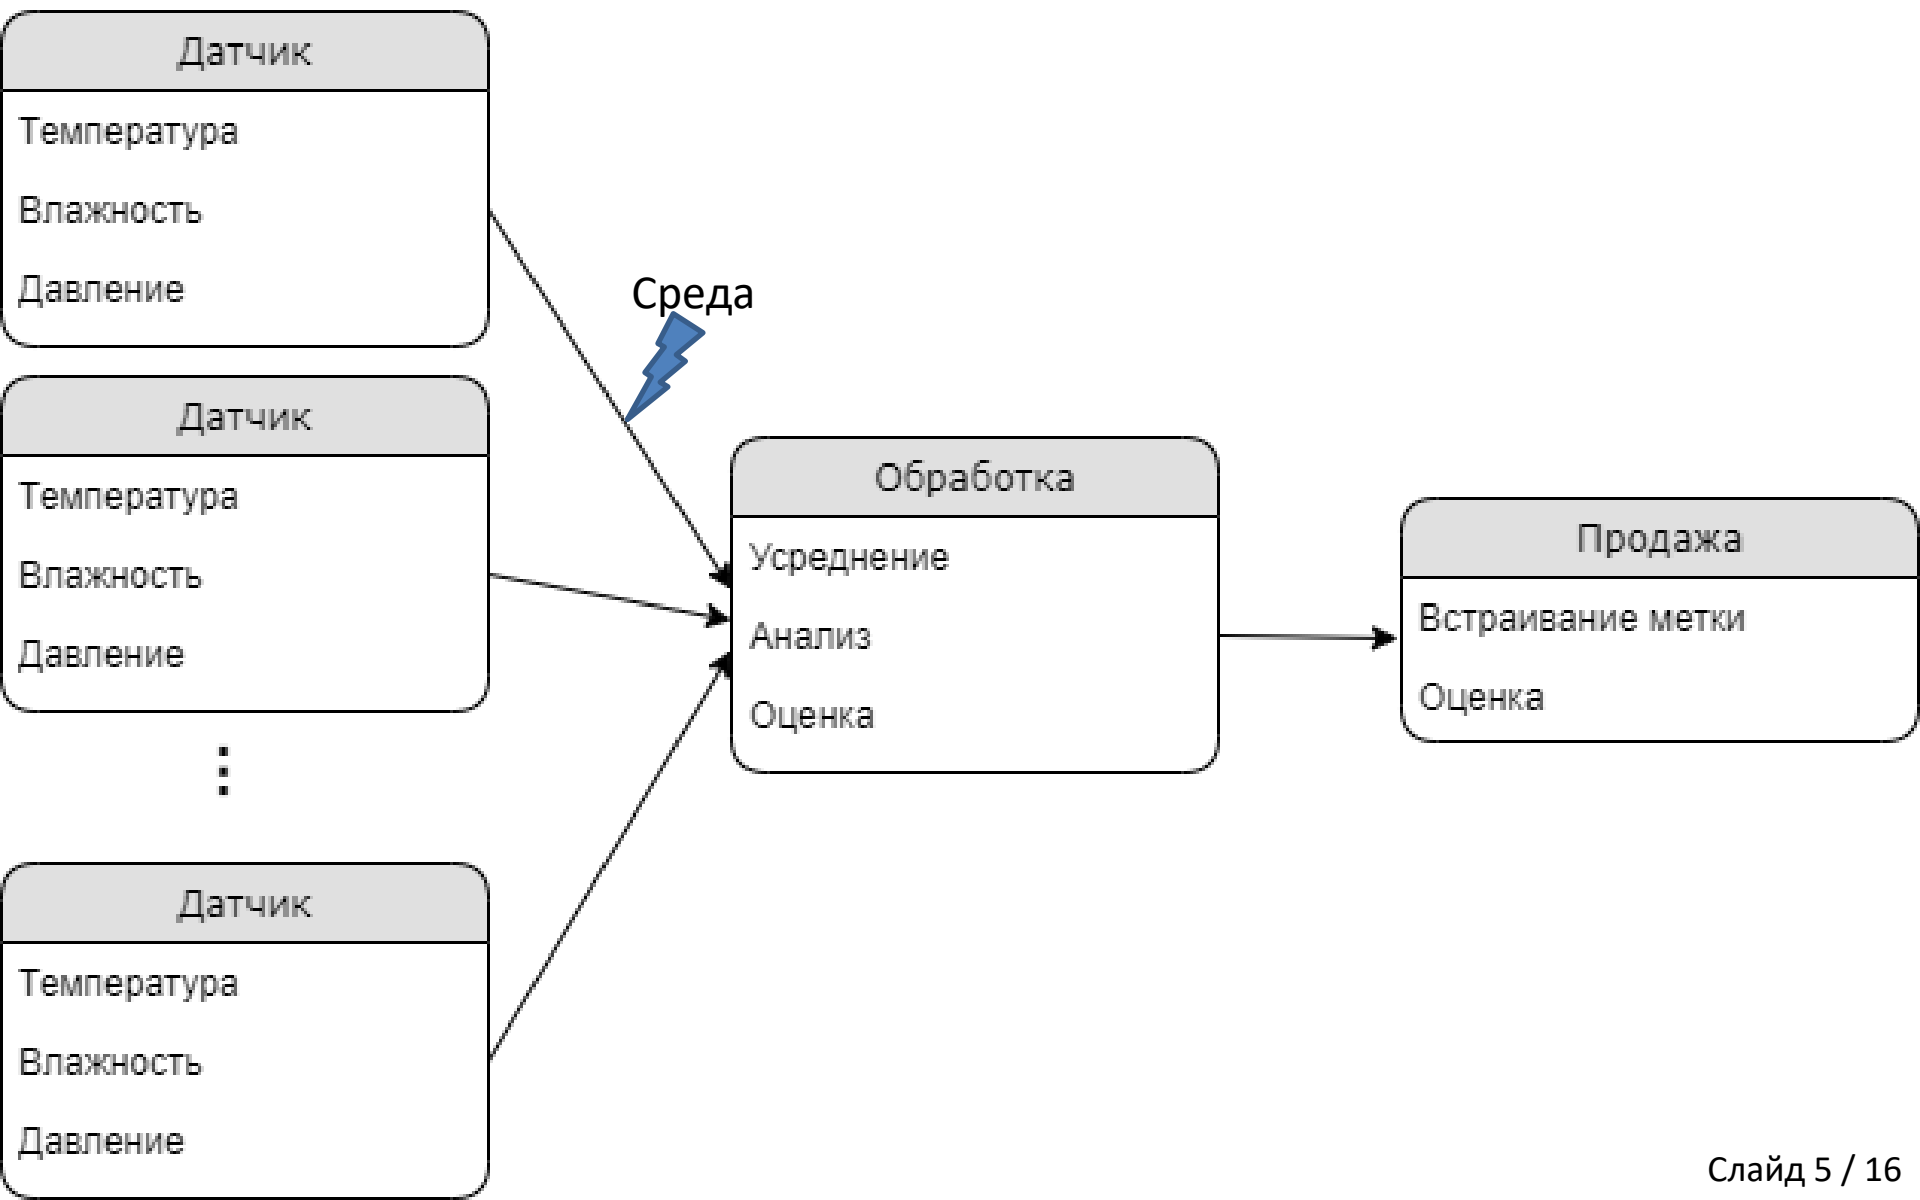 Датчик
Температура
Влажность
Давление
Датчик
Температура
Влажность
Давление
Датчик
Температура
Влажность
Давление
Среда
Обработка
Усреднение
Анализ
Оценка
Продажа
Встраивание метки
Оценка
Слайд 5 / 16